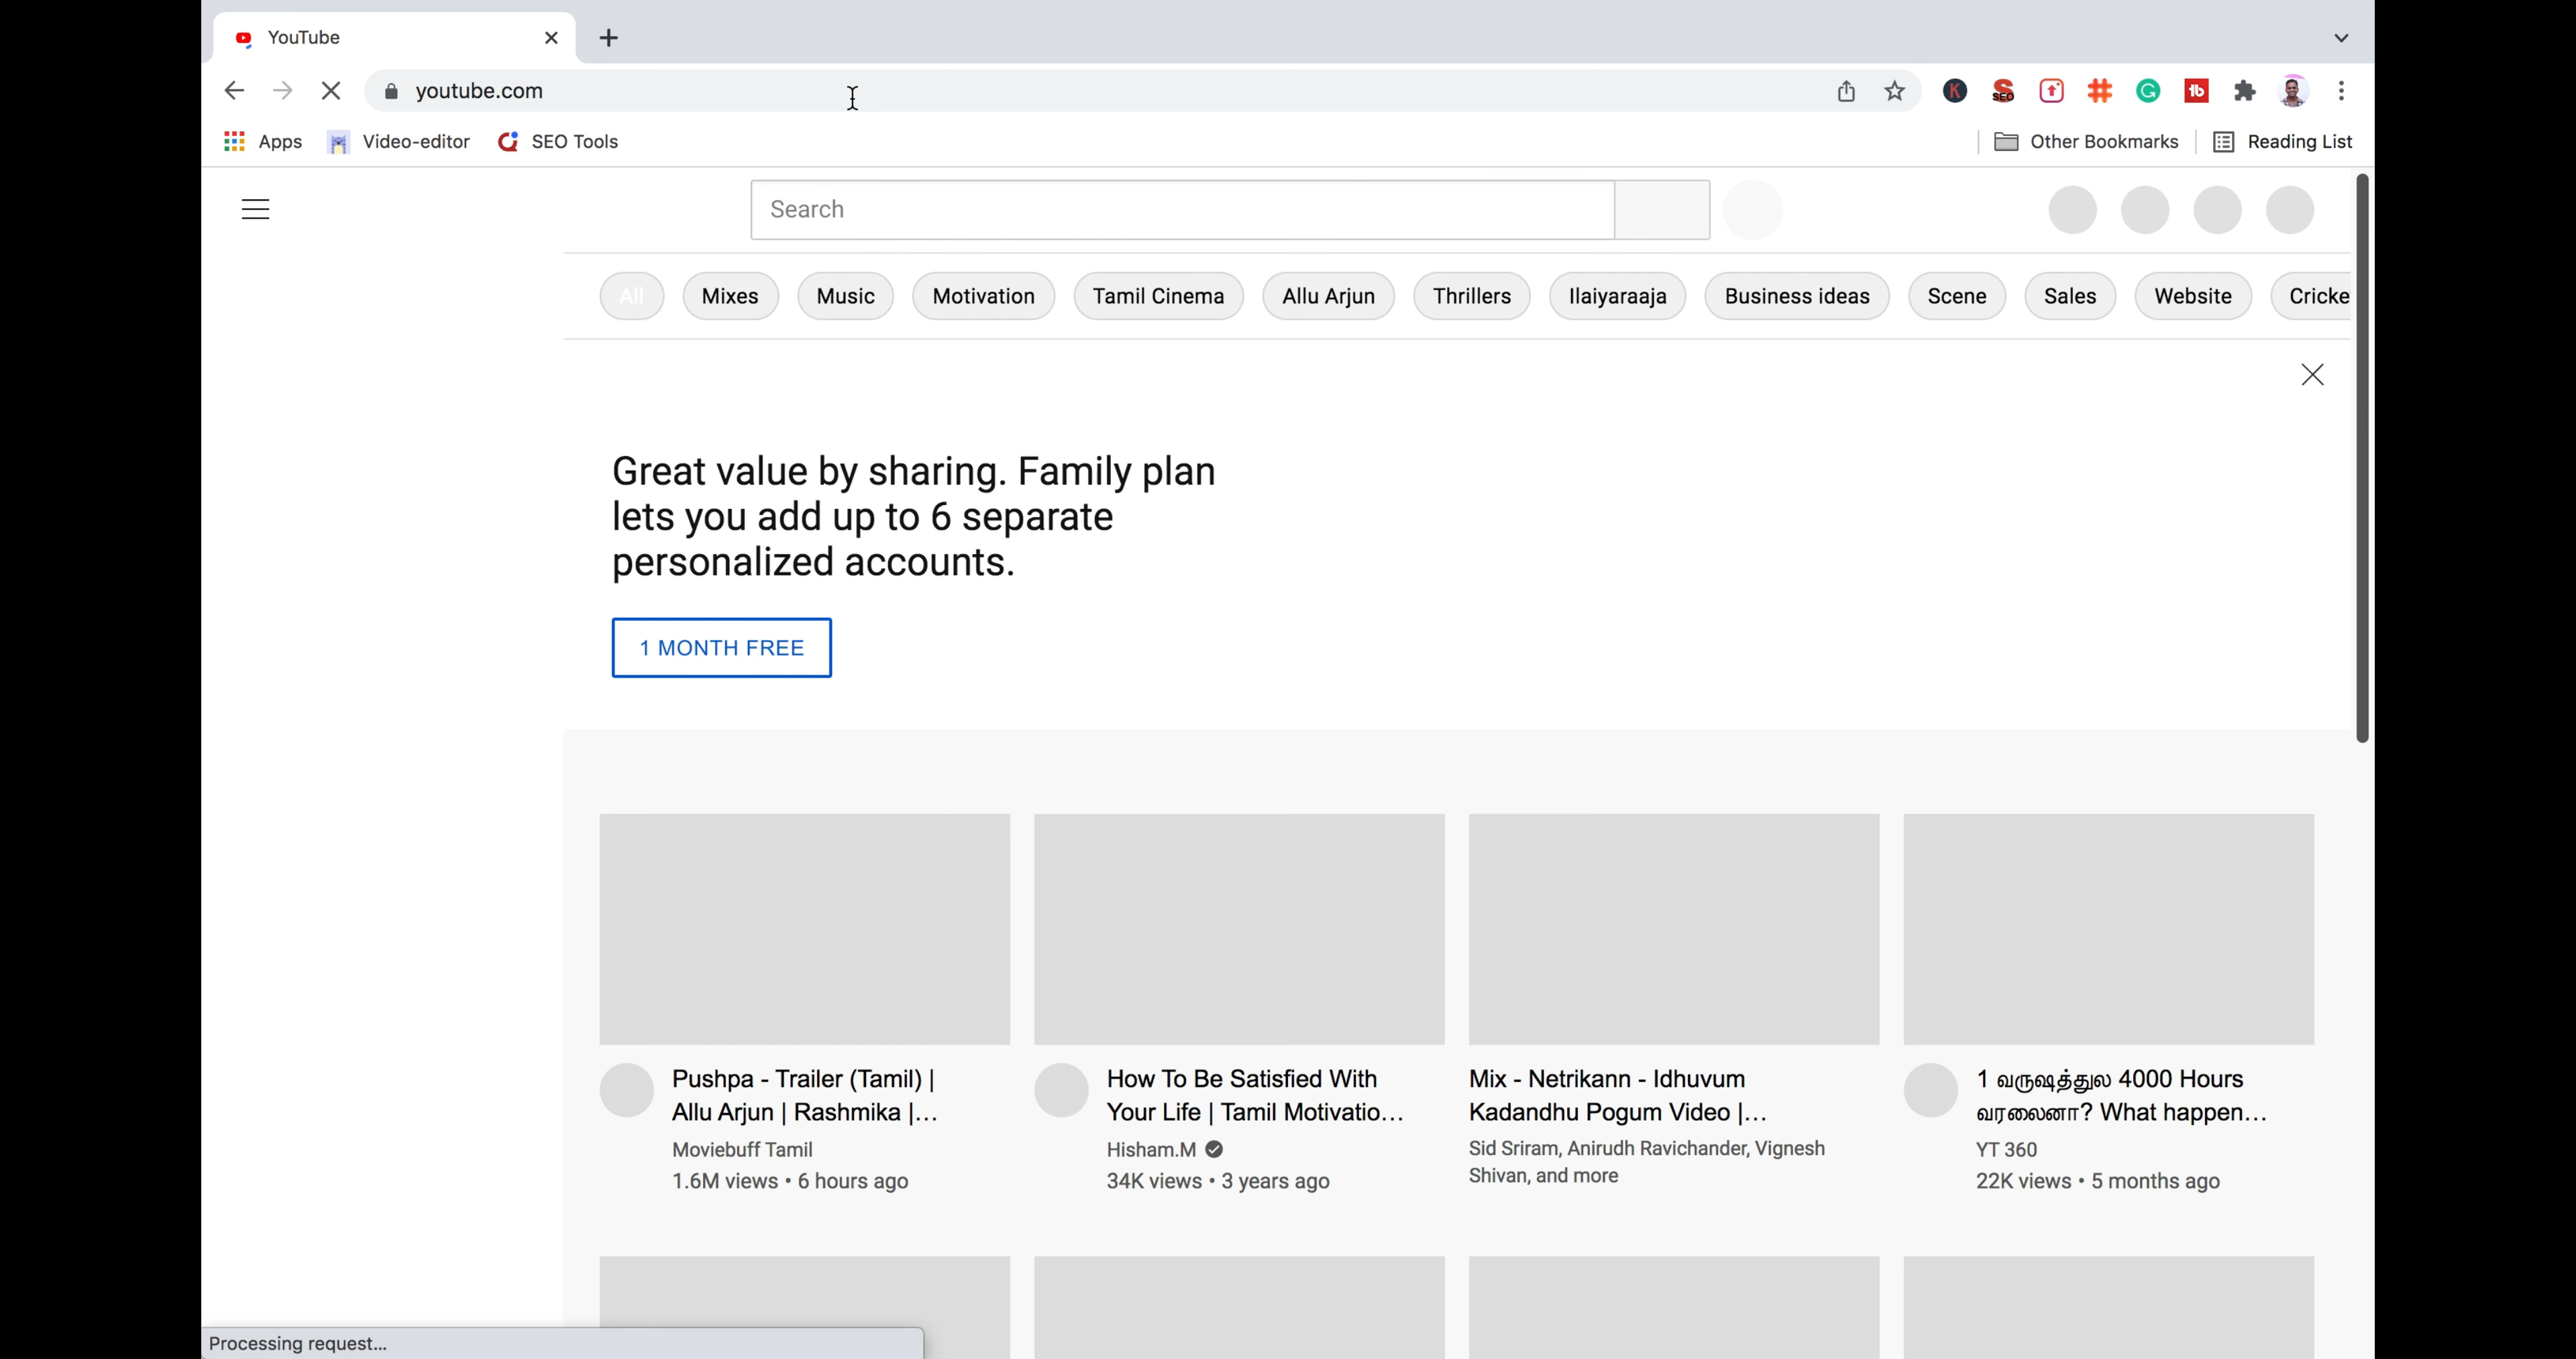 YouTube
youtube.com
SEO
Apps
Video-editor
SEO Tools
Other Bookmarks
Reading List
Search
All
Mixes
Music
Motivation
Tamil Cinema
Allu Arjun
Thrillers
Ilaiyaraaja
Business ideas
Scene
Sales
Website
Cricke
Great value by sharing. Family plan
lets you add up to 6 separate
personalized accounts.
1 MONTH FREE
Pushpa - Trailer (Tamil) |
Allu Arjun | Rashmika |...
Moviebuff Tamil
1.6M views • 6 hours ago
How To Be Satisfied With
Your Life | Tamil Motivatio...
Hisham.M
34K views • 3 years ago
Mix - Netrikann - Idhuvum
Kadandhu Pogum Video |...
Sid Sriram, Anirudh Ravichander, Vignesh
Shivan, and more
1 வருஷத்துல 4000 Hours
வரலைனா? What happen...
YT 360
22K views • 5 months ago
Processing request...